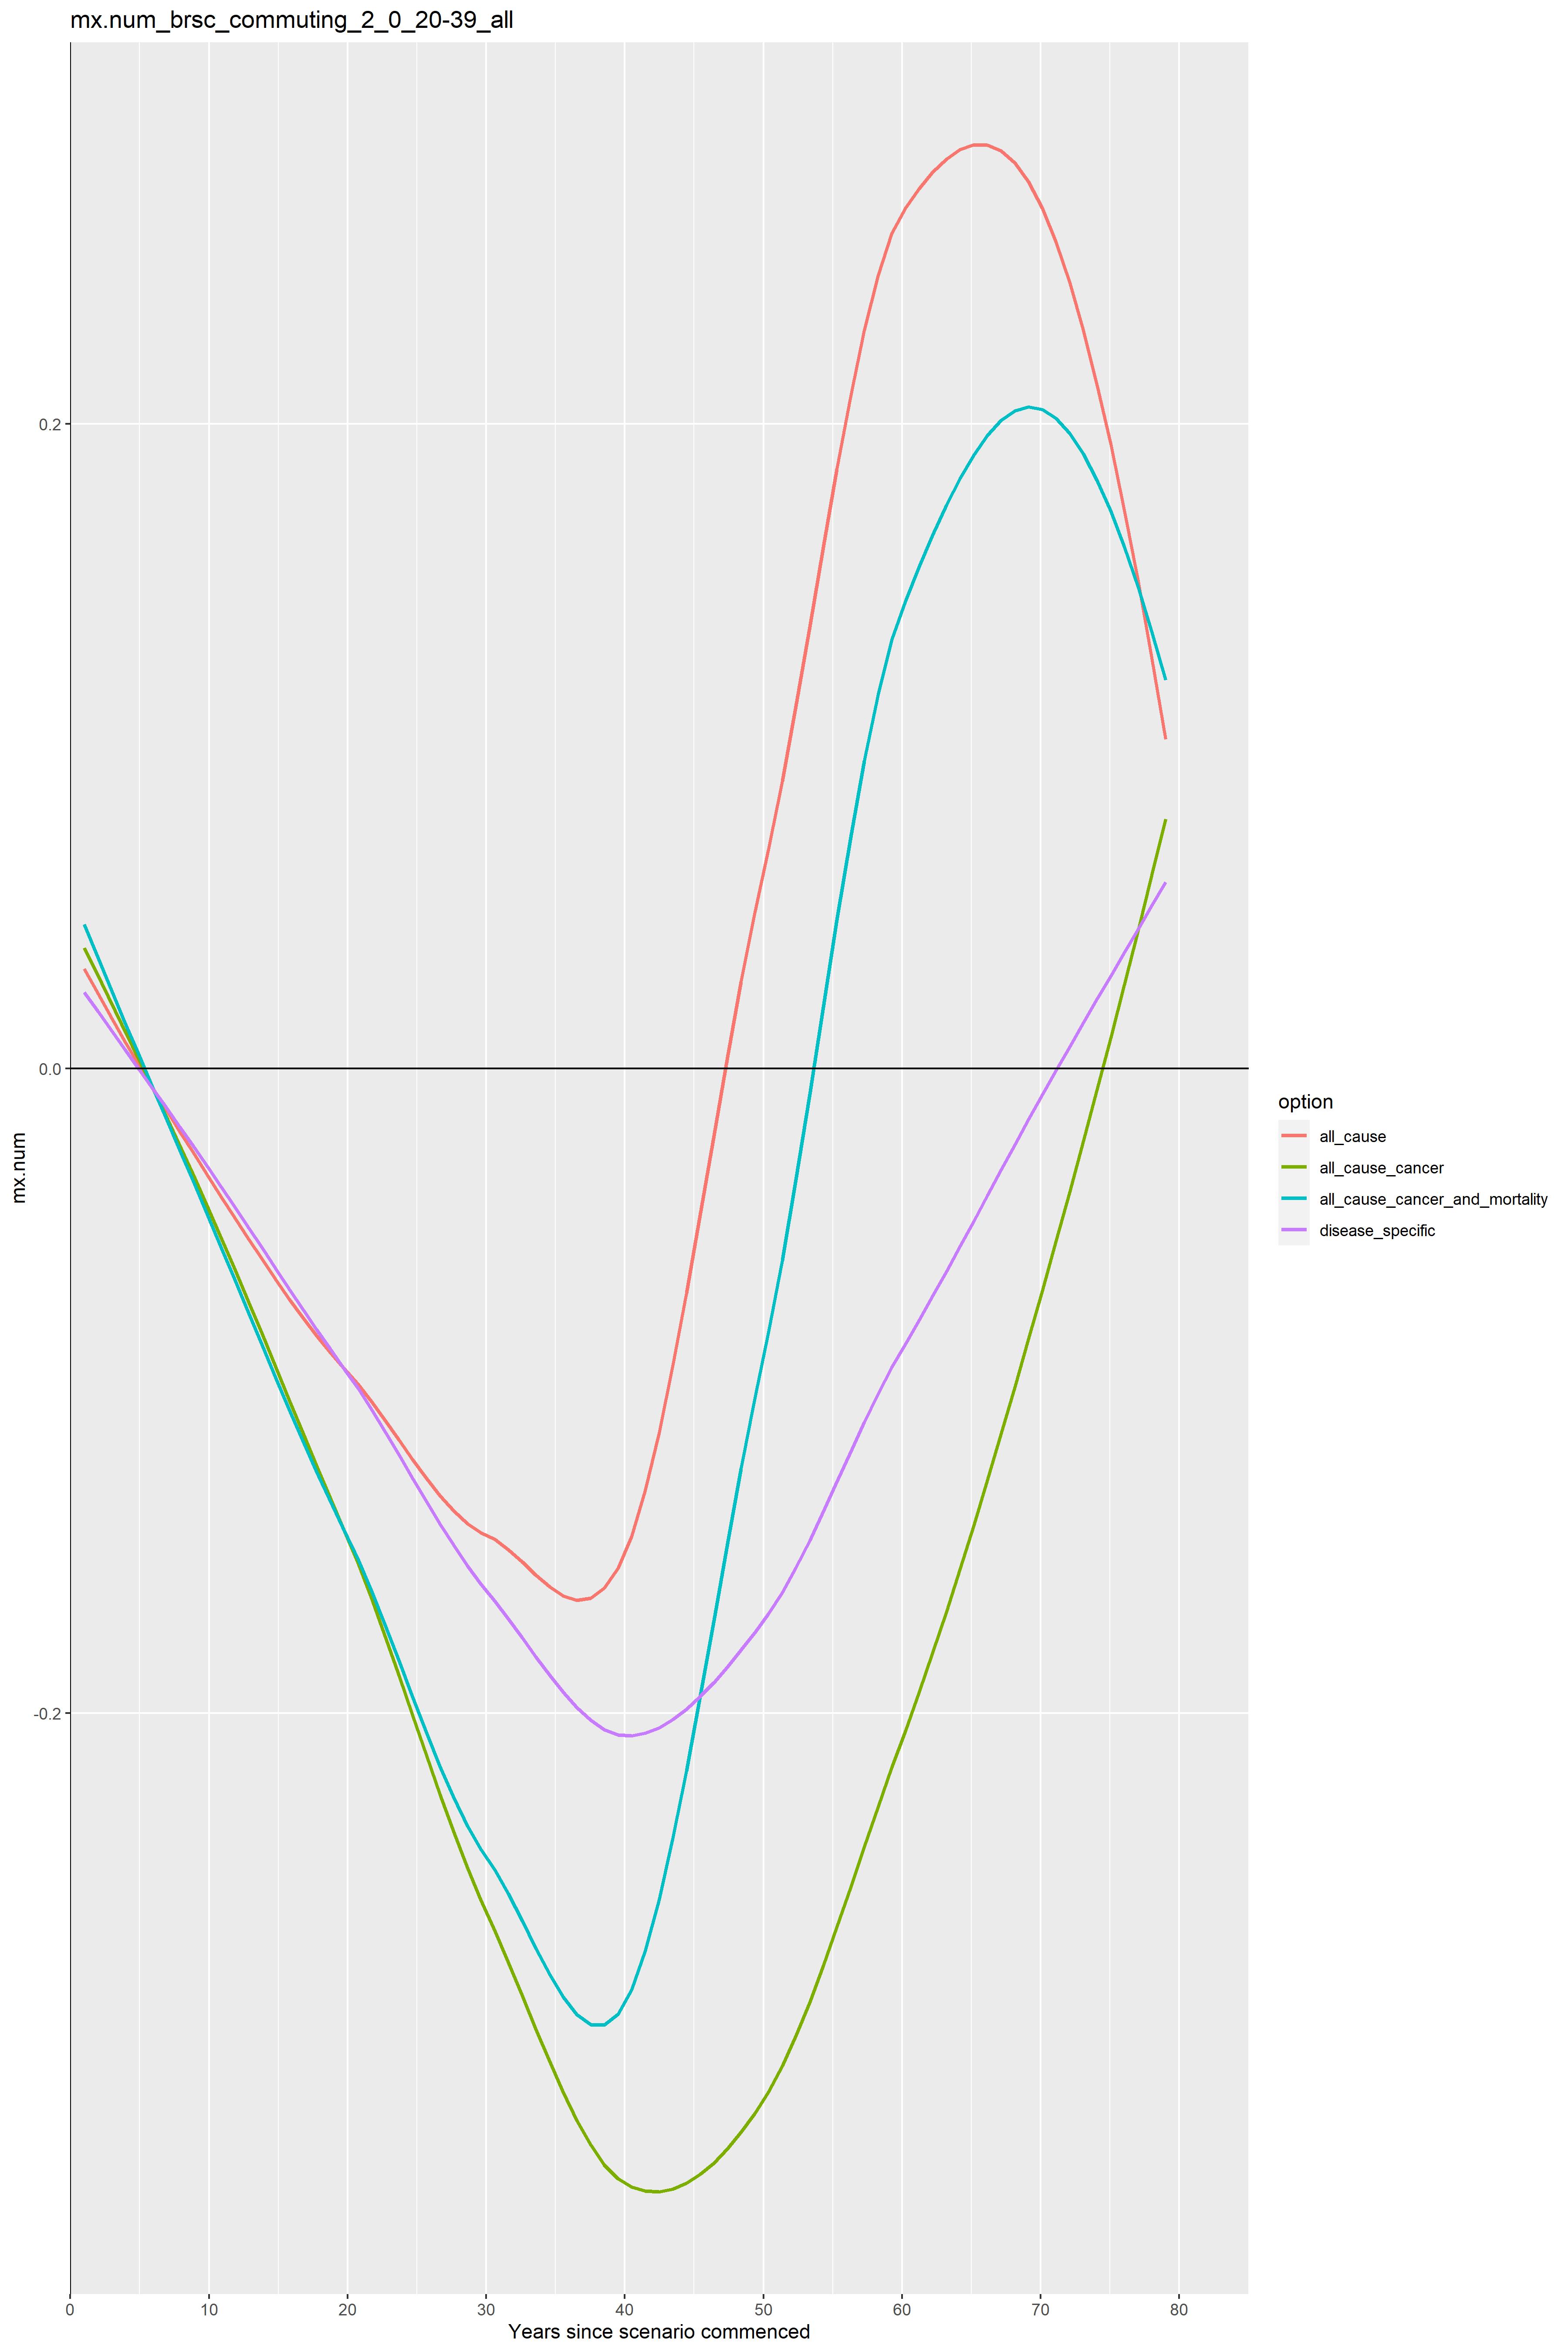 mx.num_brsc_commuting_2_0_20-39_all
mx.num
0.2
0.0
-0.2
0 10 20 30 40 50 60 70 80
Years since scenario commenced
option
all_cause
all_cause_cancer
all_cause_cancer_and_mortality
disease_specific